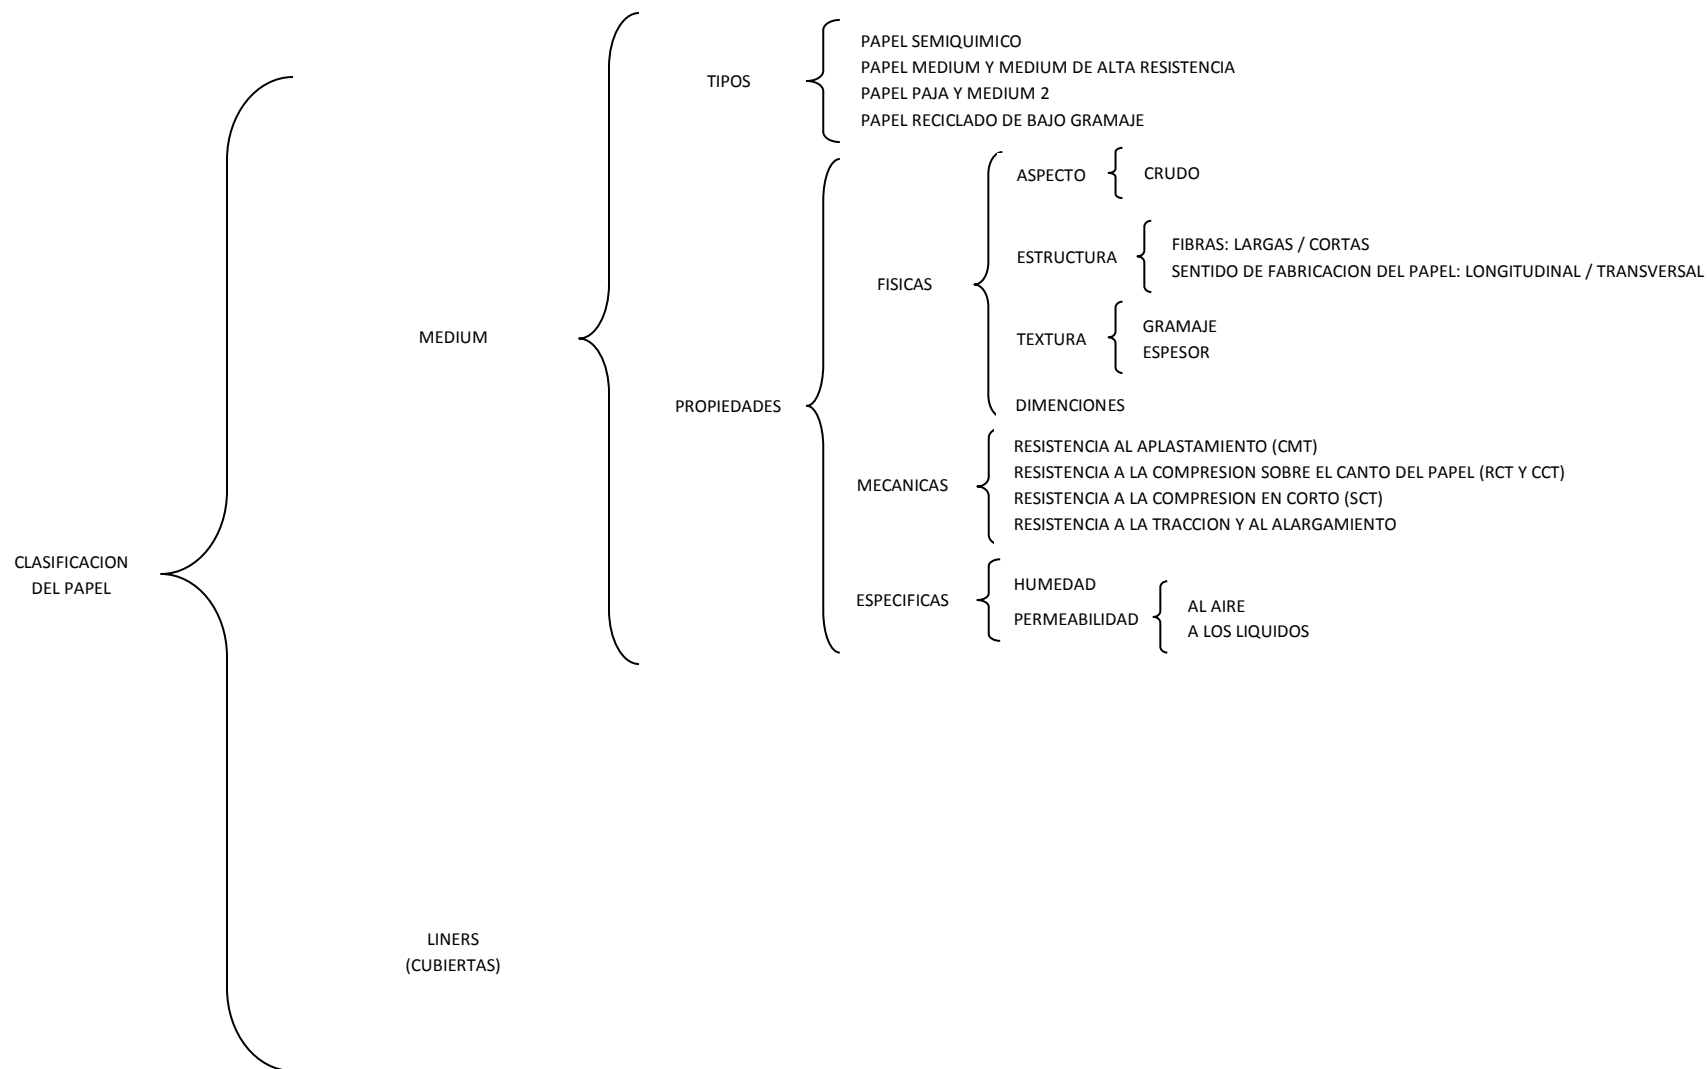 CLASIFICACION
DEL PAPEL
MEDIUM
TIPOS
PAPEL SEMIQUIMICO
PAPEL MEDIUM Y MEDIUM DE ALTA RESISTENCIA
PAPEL PAJA Y MEDIUM 2
PAPEL RECICLADO DE BAJO GRAMAJE
PROPIEDADES
FISICAS
ASPECTO
CRUDO
ESTRUCTURA
FIBRAS: LARGAS / CORTAS
SENTIDO DE FABRICACION DEL PAPEL: LONGITUDINAL / TRANSVERSAL
TEXTURA
GRAMAJE
ESPESOR
DIMENCIONES
MECANICAS
RESISTENCIA AL APLASTAMIENTO (CMT)
RESISTENCIA A LA COMPRESION SOBRE EL CANTO DEL PAPEL (RCT Y CCT)
RESISTENCIA A LA COMPRESION EN CORTO (SCT)
RESISTENCIA A LA TRACCION Y AL ALARGAMIENTO
ESPECIFICAS
HUMEDAD
PERMEABILIDAD
AL AIRE
A LOS LIQUIDOS
LINERS
(CUBIERTAS)